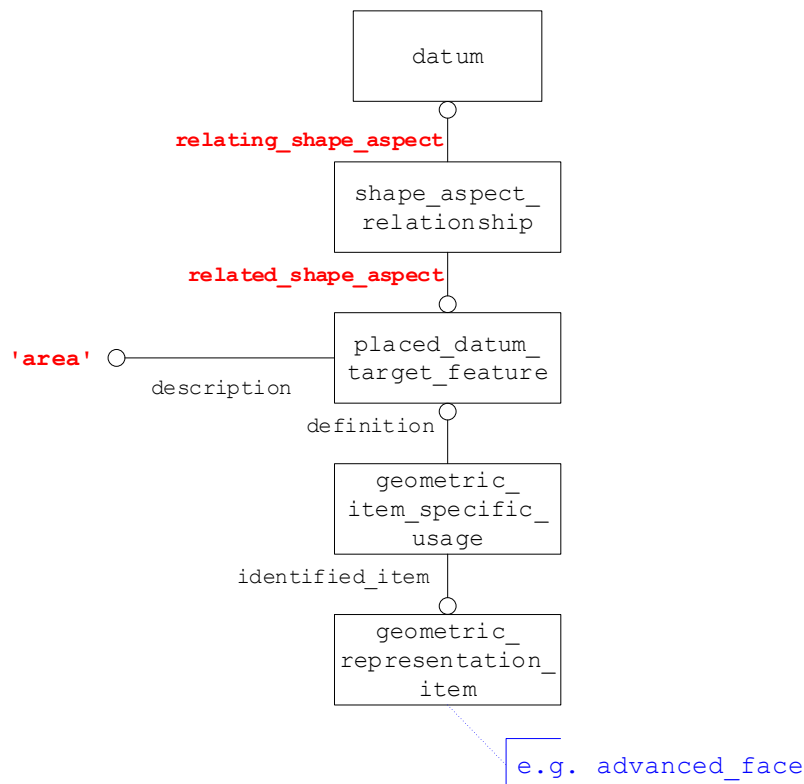 datum
relating_shape_aspect
shape_aspect_
relationship
related_shape_aspect
'area'
placed_datum_
target_feature
description
definition
geometric_
item_specific_
usage
identified_item
geometric_
representation_
item
e.g. advanced_face